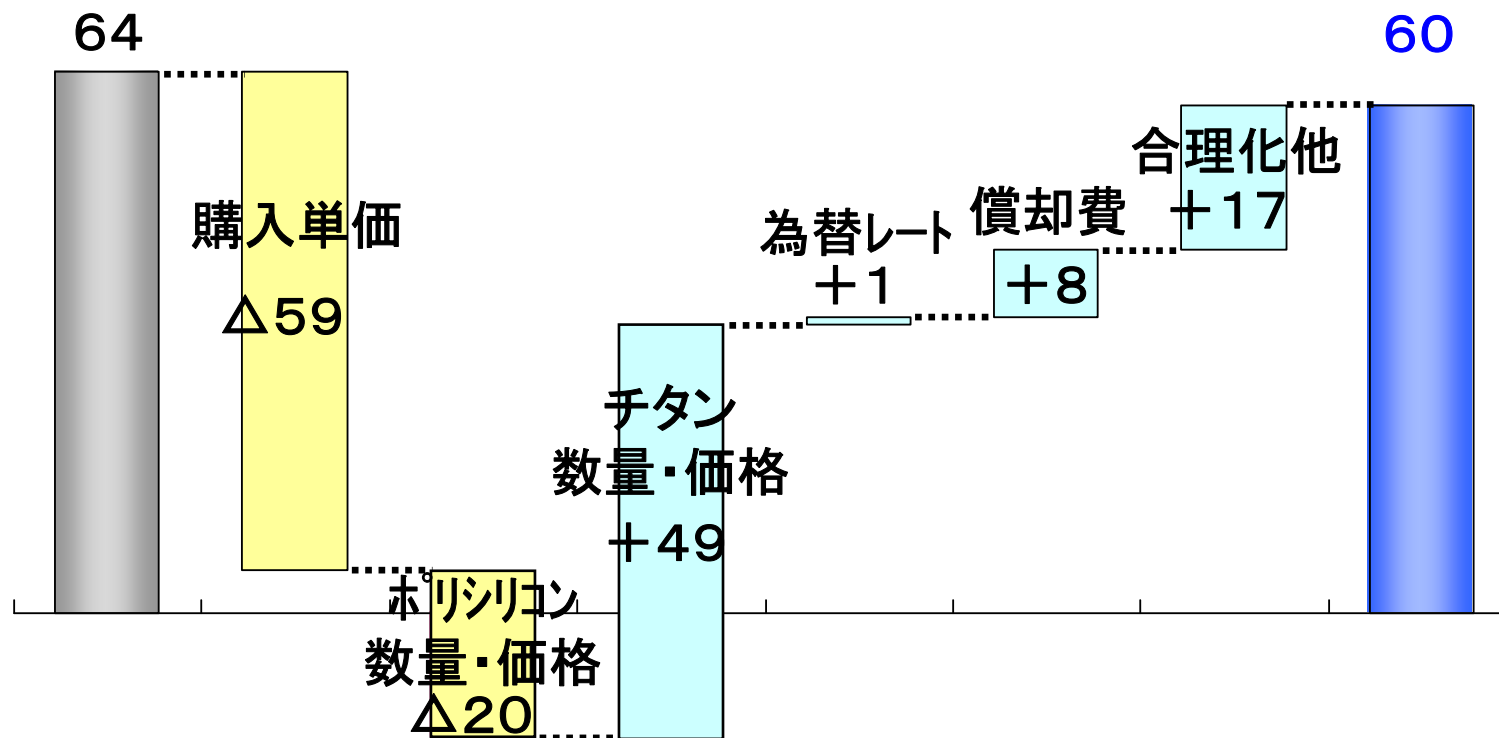 64
購入単価
△59
ポリシリコン
数量・価格
△20
チタン
数量・価格
＋49
為替レート
＋1
償却費
＋8
合理化他
＋17
60